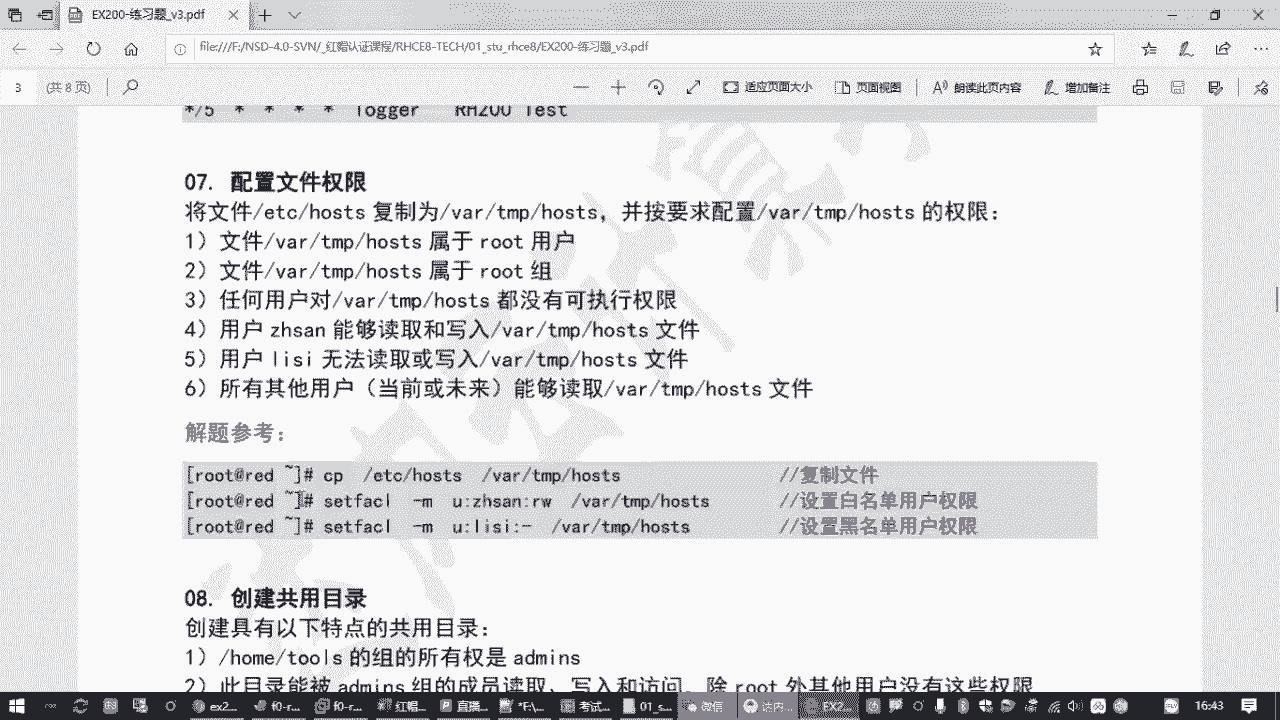 EX200-练习题_v3.pdf
file:///F:/NSD-4.0-SVN/_红帽认证课程/RHCE8-TECH/01_stu_rhce8/EX200-练习题_v3.pdf
3 (共 8 页) 适应页面大小 页面视图 朗读此页内容 增加备注
*/5 * * * * logger RH200 Test
07. 配置文件权限
将文件/etc/hosts 复制为/var/tmp/hosts，并按要求配置/var/tmp/hosts 的权限：
1）文件/var/tmp/hosts 属于 root 用户
2）文件/var/tmp/hosts 属于 root 组
3）任何用户对/var/tmp/hosts 都没有可执行权限
4）用户 zhsan 能够读取和写入/var/tmp/hosts 文件
5）用户 lisi 无法读取或写入/var/tmp/hosts 文件
6）所有其他用户（当前或未来）能够读取/var/tmp/hosts 文件
解题参考：
[root@red ~]# cp /etc/hosts /var/tmp/hosts //复制文件
[root@red ~]# setfacl -m u:zhsan:rw /var/tmp/hosts //设置白名单用户权限
[root@red ~]# setfacl -m u:lisi:- /var/tmp/hosts //设置黑名单用户权限
08. 创建共用目录
创建具有以下特点的共用目录：
1）/home/tools 的组的所有权是 admins
2）此目录能被 admins 组的成员读取、写入和访问，除 root 外其他用户没有这些权限
ex2... f0-r... f0-r... 红帽... 直播... *F:\... 考试... 01_s... 微信 达内... EX2... 16:43